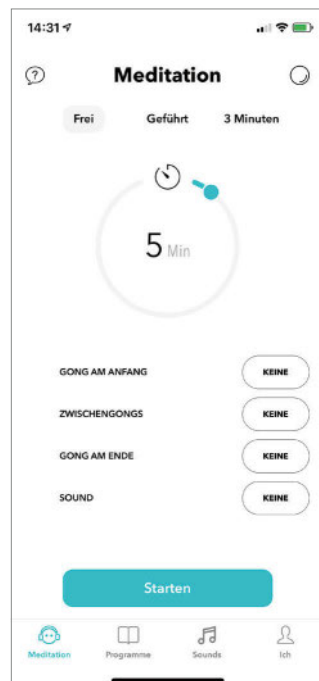 14:31
?
Meditation
Frei Geführt 3 Minuten
5 Min
GONG AM ANFANG KEINE
ZWISCHENGONGS KEINE
GONG AM ENDE KEINE
SOUND KEINE
Starten
Meditation Programme Sounds Ich